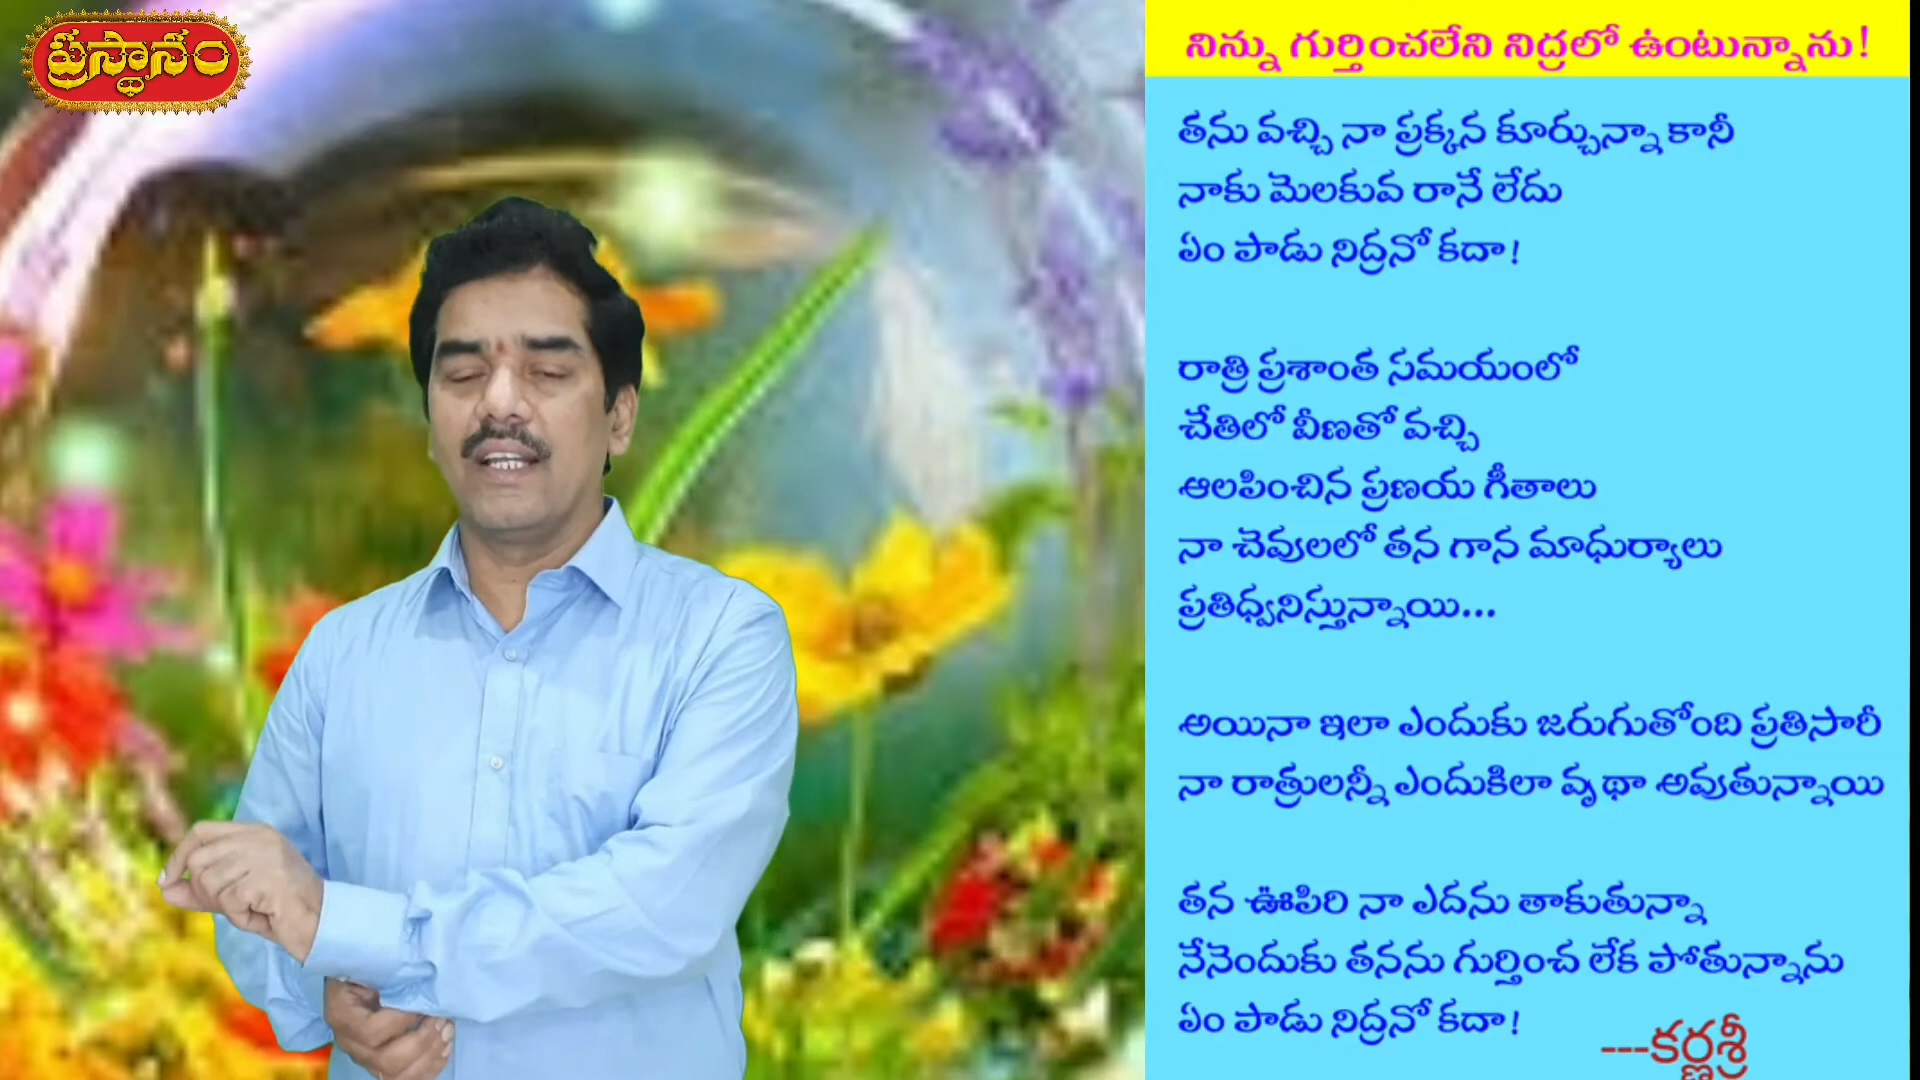 ప్రస్థానం
నిన్ను గుర్తించలేని నిద్రలో ఉంటున్నాను!
తను వచ్చి నా ప్రక్కన కూర్చున్నా కానీ
నాకు మెలకువ రానే లేదు
ఏం పాడు నిద్రనో కదా!
రాత్రి ప్రశాంత సమయంలో
చేతిలో వీణతో వచ్చి
ఆలపించిన ప్రణయ గీతాలు
నా చెవులలో తన గాన మాధుర్యాలు
ప్రతిధ్వనిస్తున్నాయి...
అయినా ఇలా ఎందుకు జరుగుతోంది ప్రతిసారీ
నా రాత్రులన్నీ ఎందుకిలా వృథా అవుతున్నాయి
తన ఊపిరి నా ఎదను తాకుతున్నా
నేనెందుకు తనను గుర్తించ లేక పోతున్నాను
ఏం పాడు నిద్రనో కదా!
---కర్ణశ్రీ